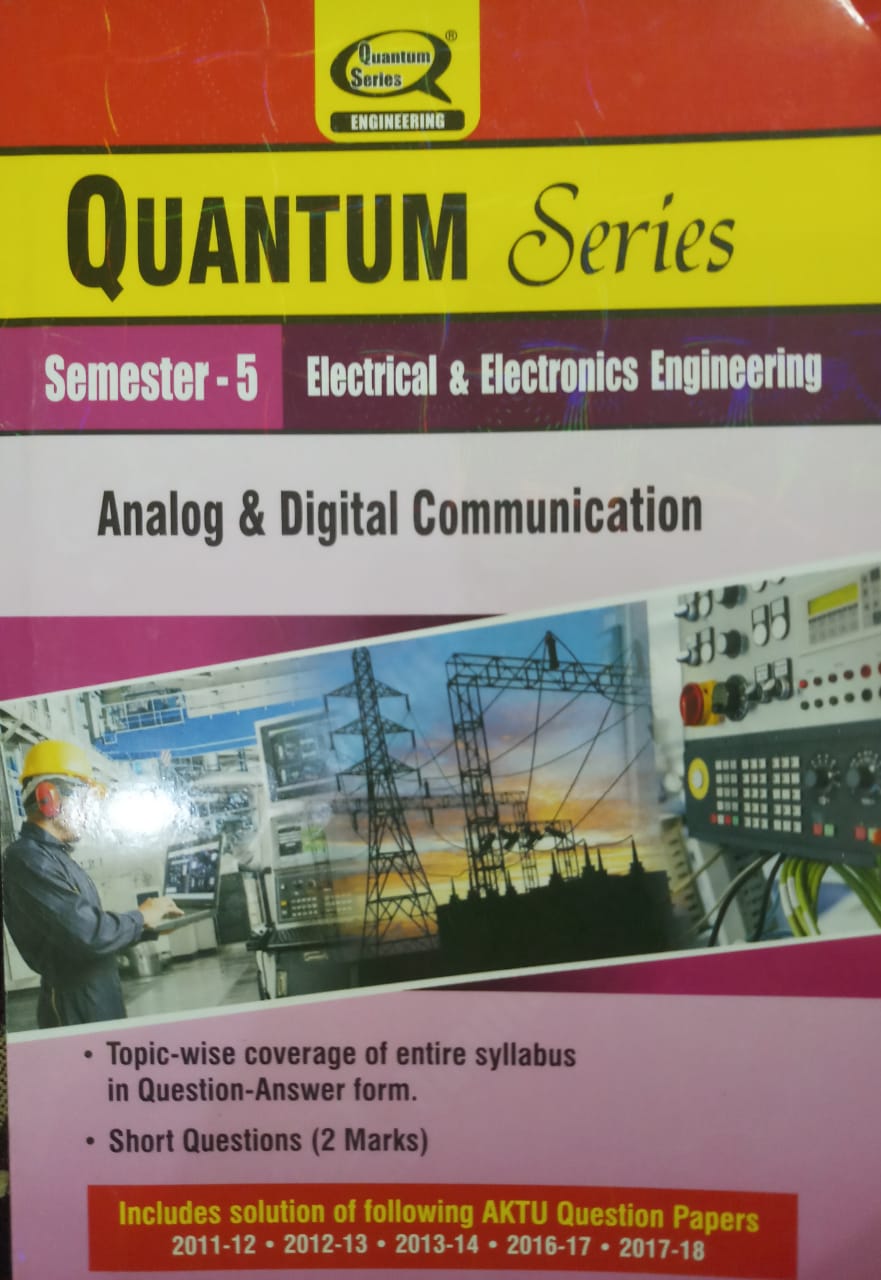 Quantum
Series
®
ENGINEERING
QUANTUM Series
Semester - 5 Electrical & Electronics Engineering
Analog & Digital Communication
• Topic-wise coverage of entire syllabus
in Question-Answer form.
• Short Questions (2 Marks)
Includes solution of following AKTU Question Papers
2011-12 • 2012-13 • 2013-14 • 2016-17 • 2017-18